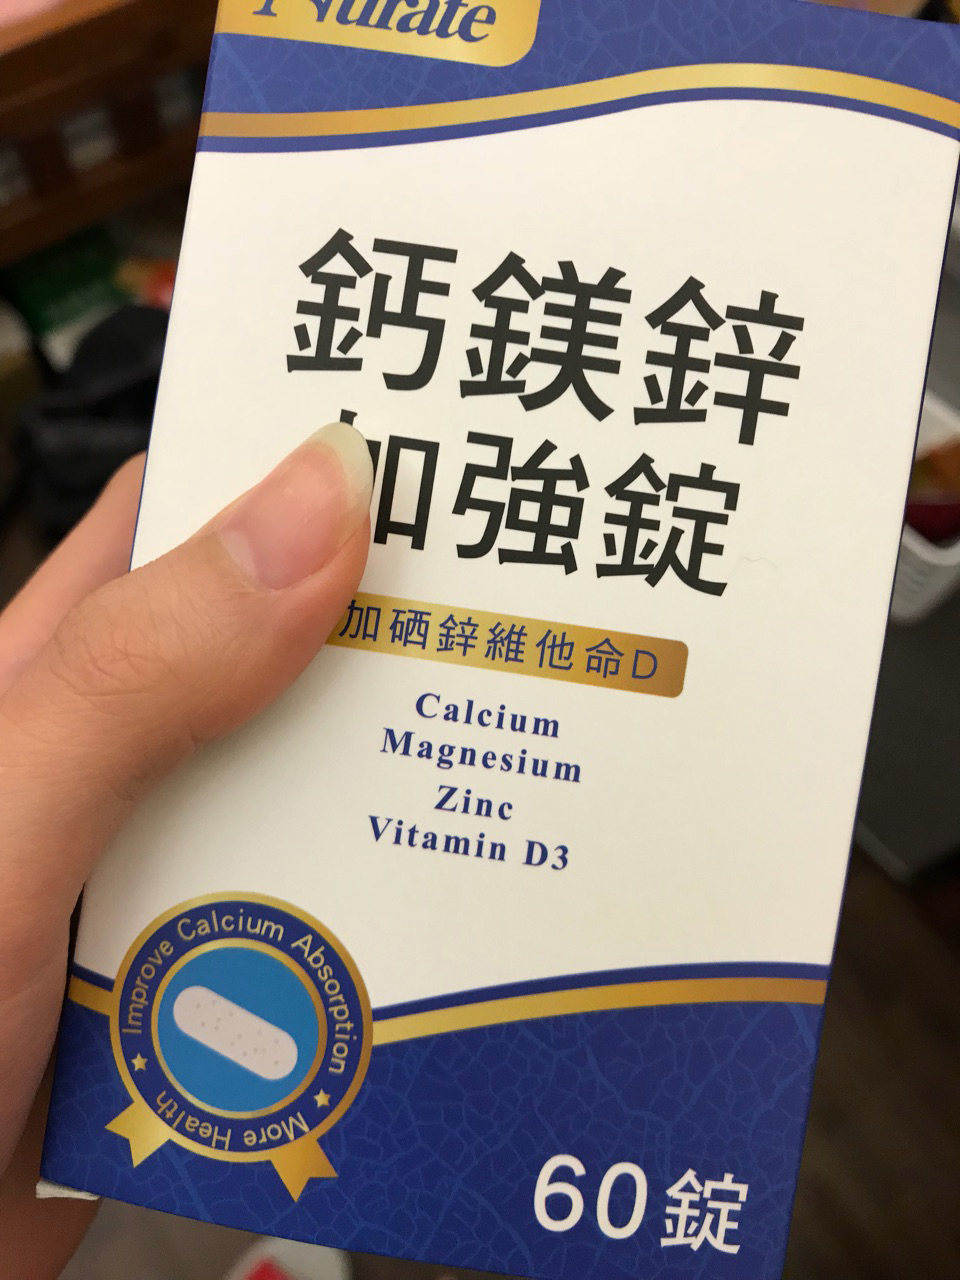 Nurate
鈣鎂鋅
加強錠
加硒鋅維他命D
Calcium
Magnesium
Zinc
Vitamin D3
Improve Calcium Absorption
More Health
60錠